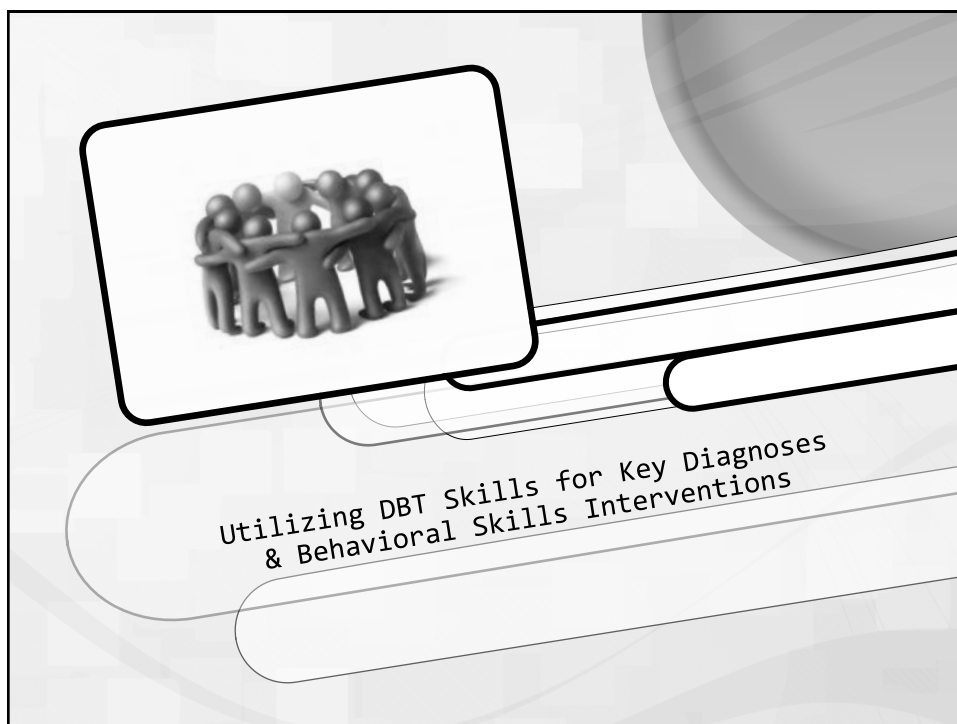 Utilizing DBT Skills for Key Diagnoses
& Behavioral Skills Interventions